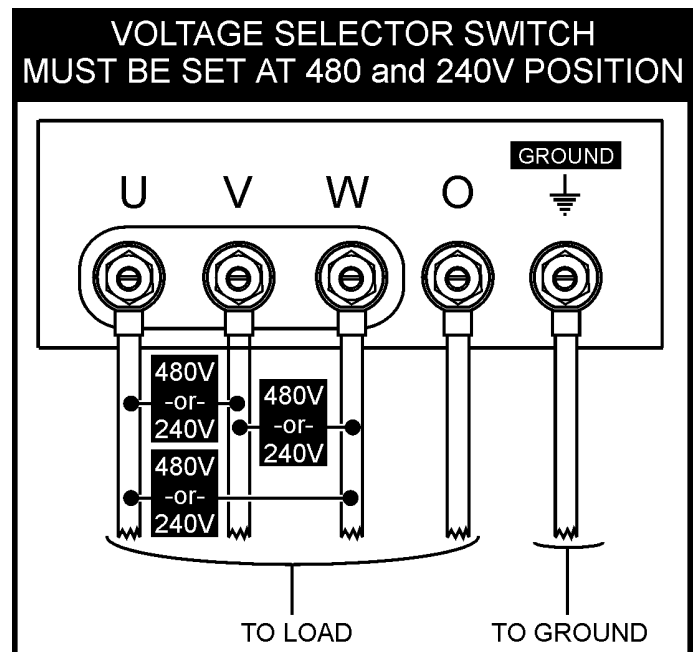 VOLTAGE SELECTOR SWITCH
MUST BE SET AT 480 and 240V POSITION
GROUND
U V W O
480V
-or-
240V
480V
-or-
240V
480V
-or-
240V
TO LOAD
TO GROUND